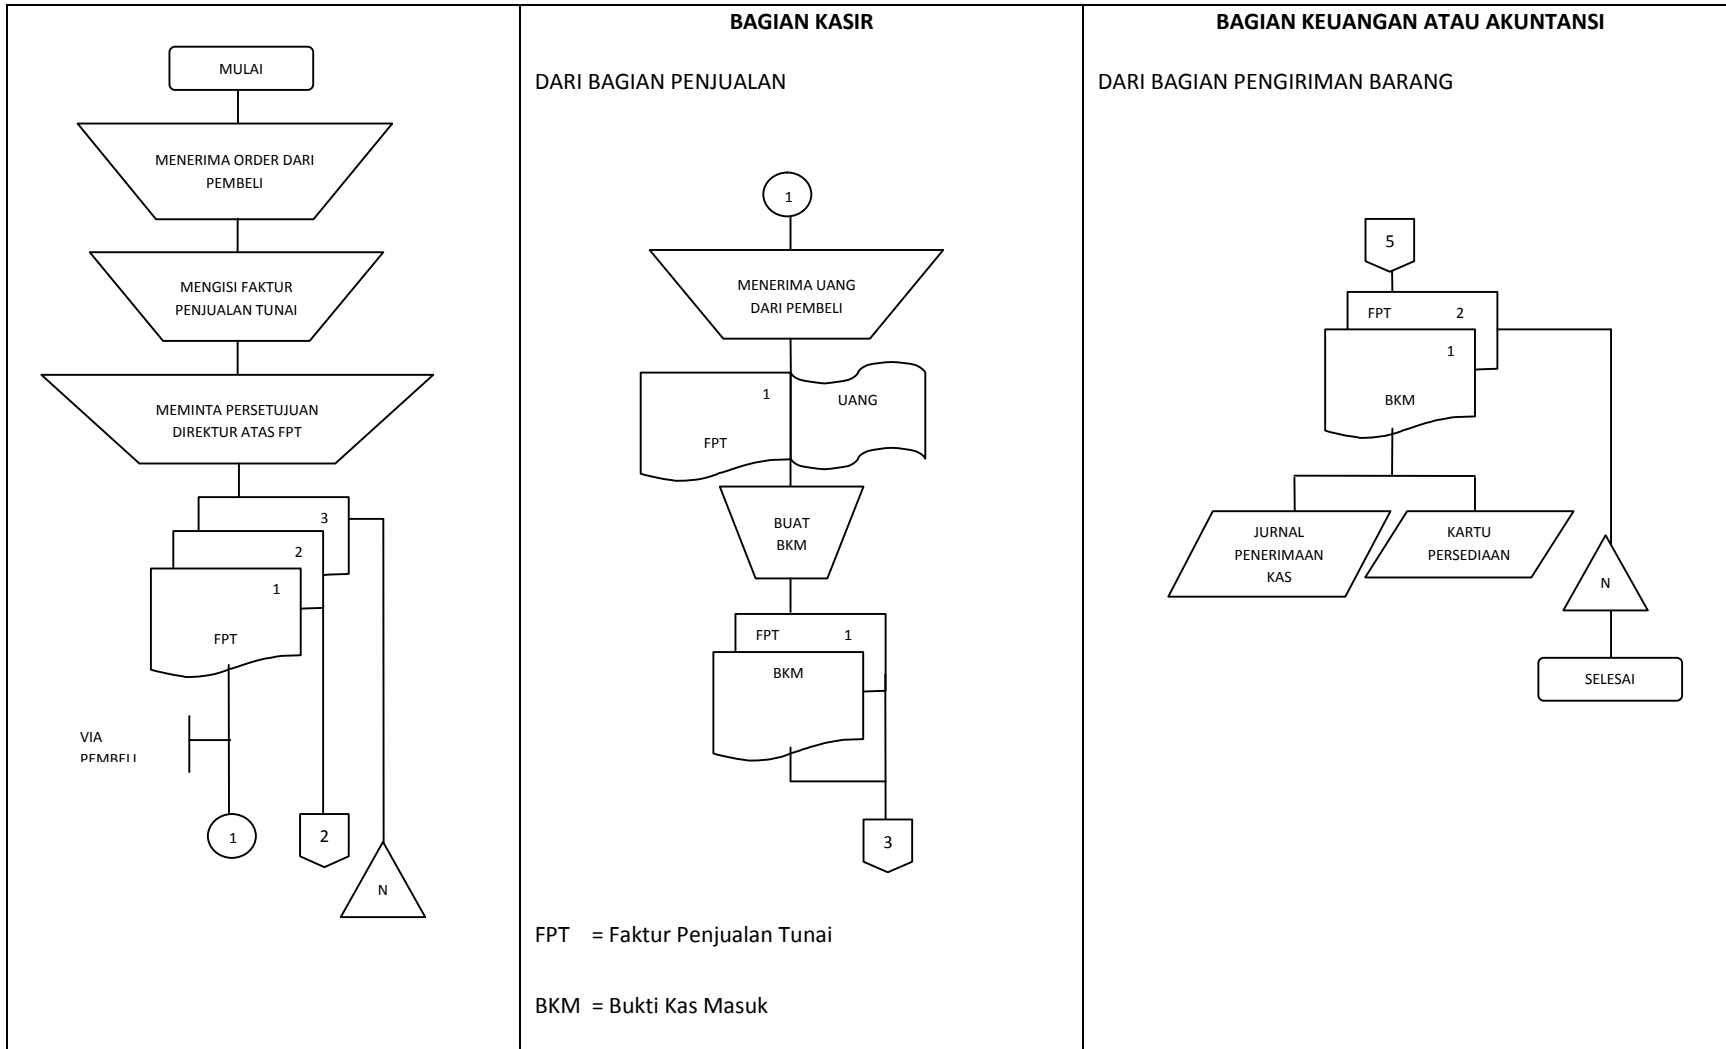 MULAI
MENERIMA ORDER DARI
PEMBELI
MENGISI FAKTUR
PENJUALAN TUNAI
MEMINTA PERSETUJUAN
DIREKTUR ATAS FPT
3
2
1
FPT
VIA
PEMBELI
1
2
N
BAGIAN KASIR
DARI BAGIAN PENJUALAN
1
MENERIMA UANG
DARI PEMBELI
1
UANG
FPT
BUAT
BKM
FPT 1
BKM
3
FPT = Faktur Penjualan Tunai
BKM = Bukti Kas Masuk
BAGIAN KEUANGAN ATAU AKUNTANSI
DARI BAGIAN PENGIRIMAN BARANG
5
FPT 2
1
BKM
JURNAL
PENERIMAAN
KAS
KARTU
PERSEDIAAN
N
SELESAI